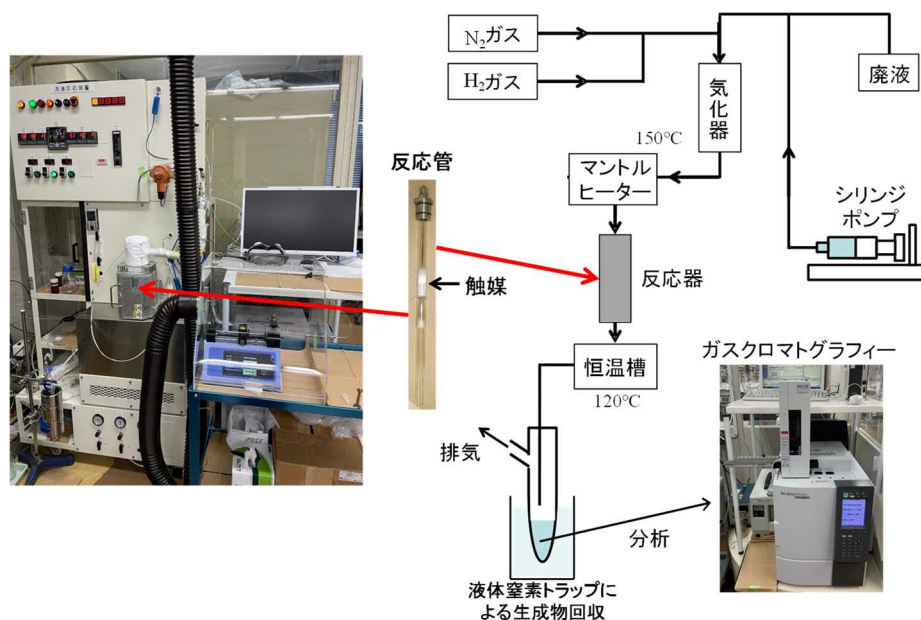 N₂ガス
H₂ガス
気化器
廃液
150℃
マントル
ヒーター
シリンジ
ポンプ
反応管
触媒
反応器
恒温槽
120℃
ガスクロマトグラフィー
排気
分析
液体窒素トラップに
よる生成物回収